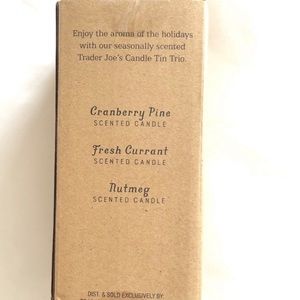 Enjoy the aroma of the holidays
with our seasonally scented
Trader Joe's Candle Tin Trio.
Cranberry Pine
SCENTED CANDLE
Fresh Currant
SCENTED CANDLE
Nutmeg
SCENTED CANDLE
DIST. & SOLD EXCLUSIVELY BY: